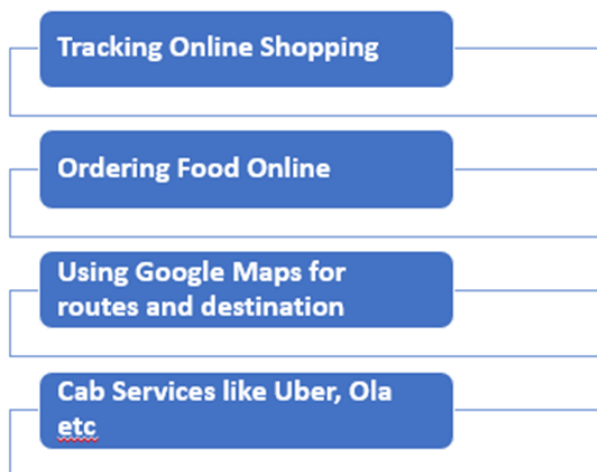 Tracking Online Shopping
Ordering Food Online
Using Google Maps for
routes and destination
Cab Services like Uber, Ola
etc